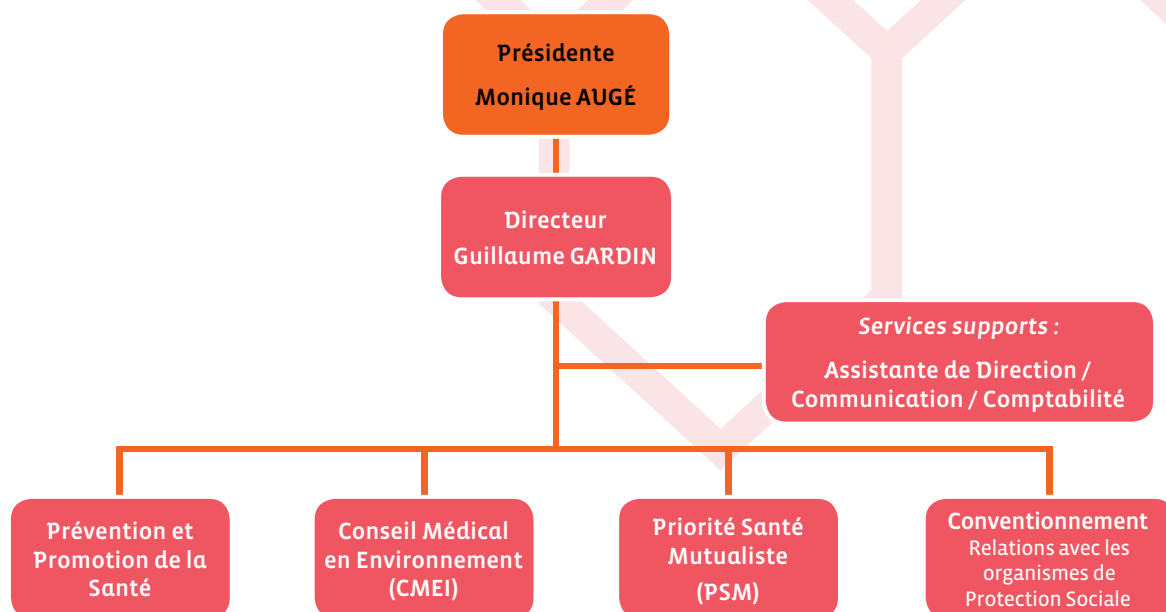 Présidente
Monique AUGÉ
Directeur
Guillaume GARDIN
Services supports :
Assistante de Direction /
Communication / Comptabilité
Prévention et
Promotion de la
Santé
Conseil Médical
en Environnement
(CMEI)
Priorité Santé
Mutualiste
(PSM)
Conventionnement
Relations avec les
organismes de
Protection Sociale